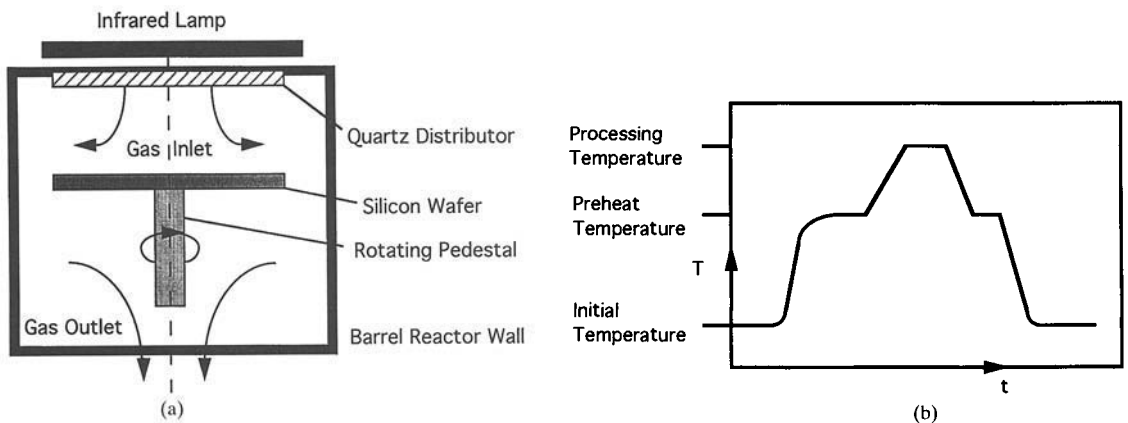 Infrared Lamp
Quartz Distributor
Gas Inlet
Silicon Wafer
Rotating Pedestal
Gas Outlet
Barrel Reactor Wall
(a)
Processing
Temperature
Preheat
Temperature
T
Initial
Temperature
t
(b)